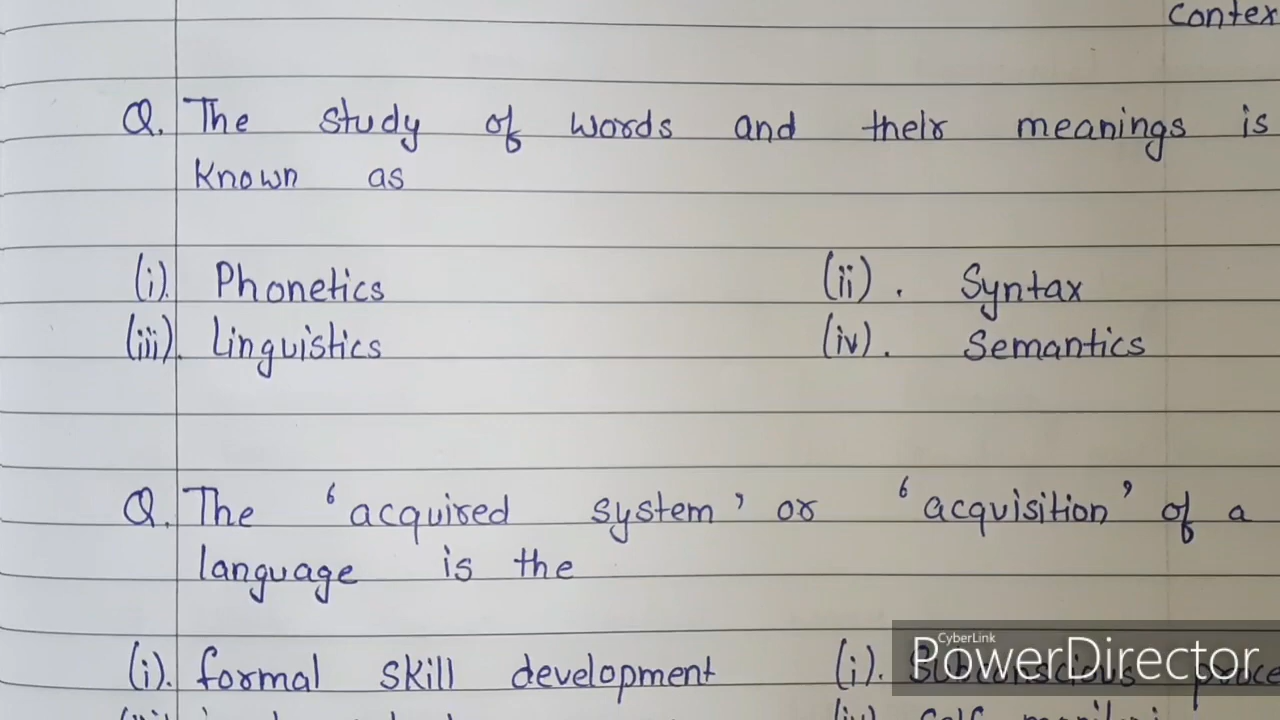 contex
Q. The study of words and their meanings is
known as
(i). Phonetics (ii). Syntax
(iii). Linguistics (iv). Semantics
Q. The ‘acquired system’ or ‘acquisition’ of a
language is the
(i). formal skill development (i). Subconscious
CyberLink
PowerDirector